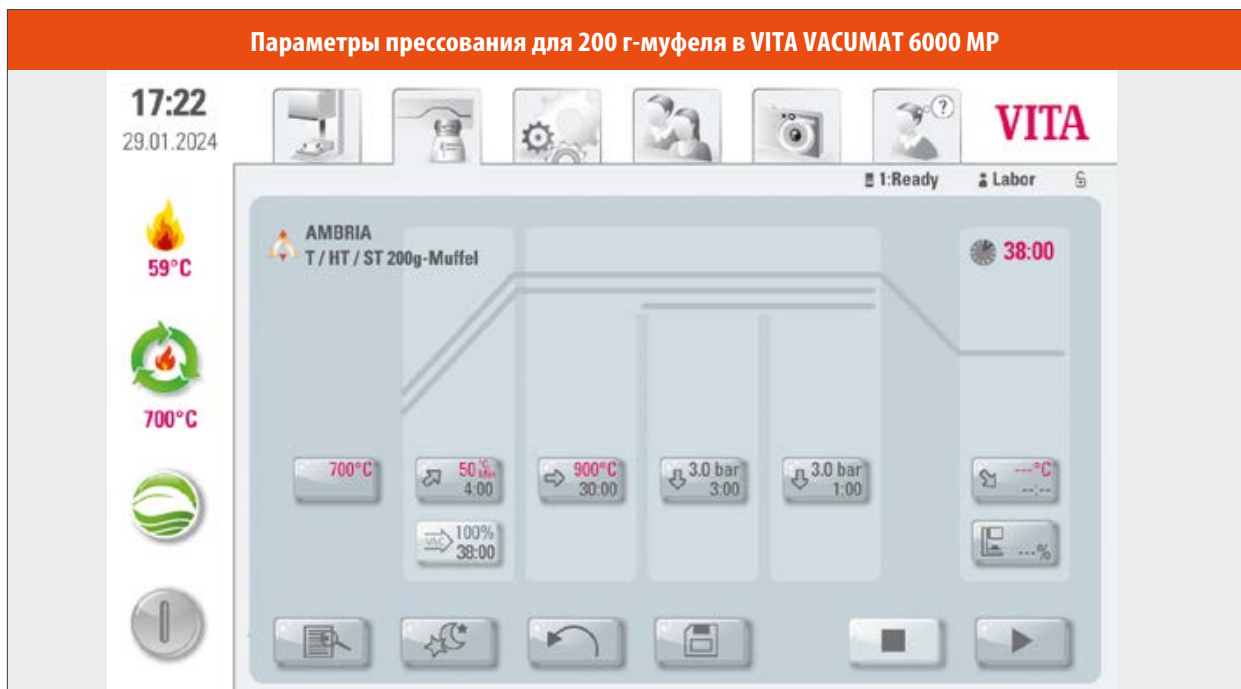 Параметры прессования для 200 г-муфеля в VITA VACUMAT 6000 MP
17:22
29.01.2024
?
VITA
1:Ready
Labor
59°C
700°C
AMBRIA
T / HT / ST 200g-Muffel
38:00
700°C
50 °C/Min
4:00
900°C
30:00
3.0 bar
3:00
3.0 bar
1:00
---°C
--:--
VAC
100%
38:00
---%